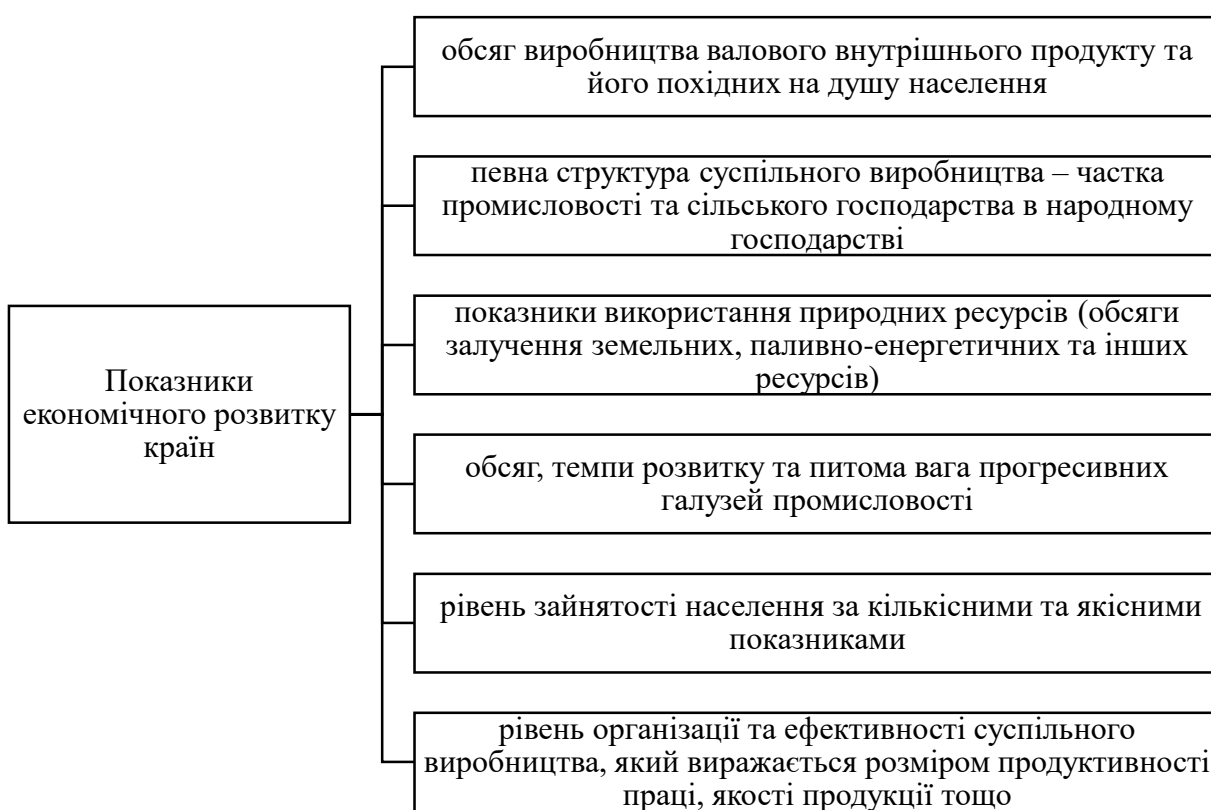 обсяг виробництва валового внутрішнього продукту та
його похідних на душу населення
певна структура суспільного виробництва – частка
промисловості та сільського господарства в народному
господарстві
показники використання природних ресурсів (обсяги
залучення земельних, паливно-енергетичних та інших
ресурсів)
Показники
економічного розвитку
країн
обсяг, темпи розвитку та питома вага прогресивних
галузей промисловості
рівень зайнятості населення за кількісними та якісними
показниками
рівень організації та ефективності суспільного
виробництва, який виражається розміром продуктивності
праці, якості продукції тощо